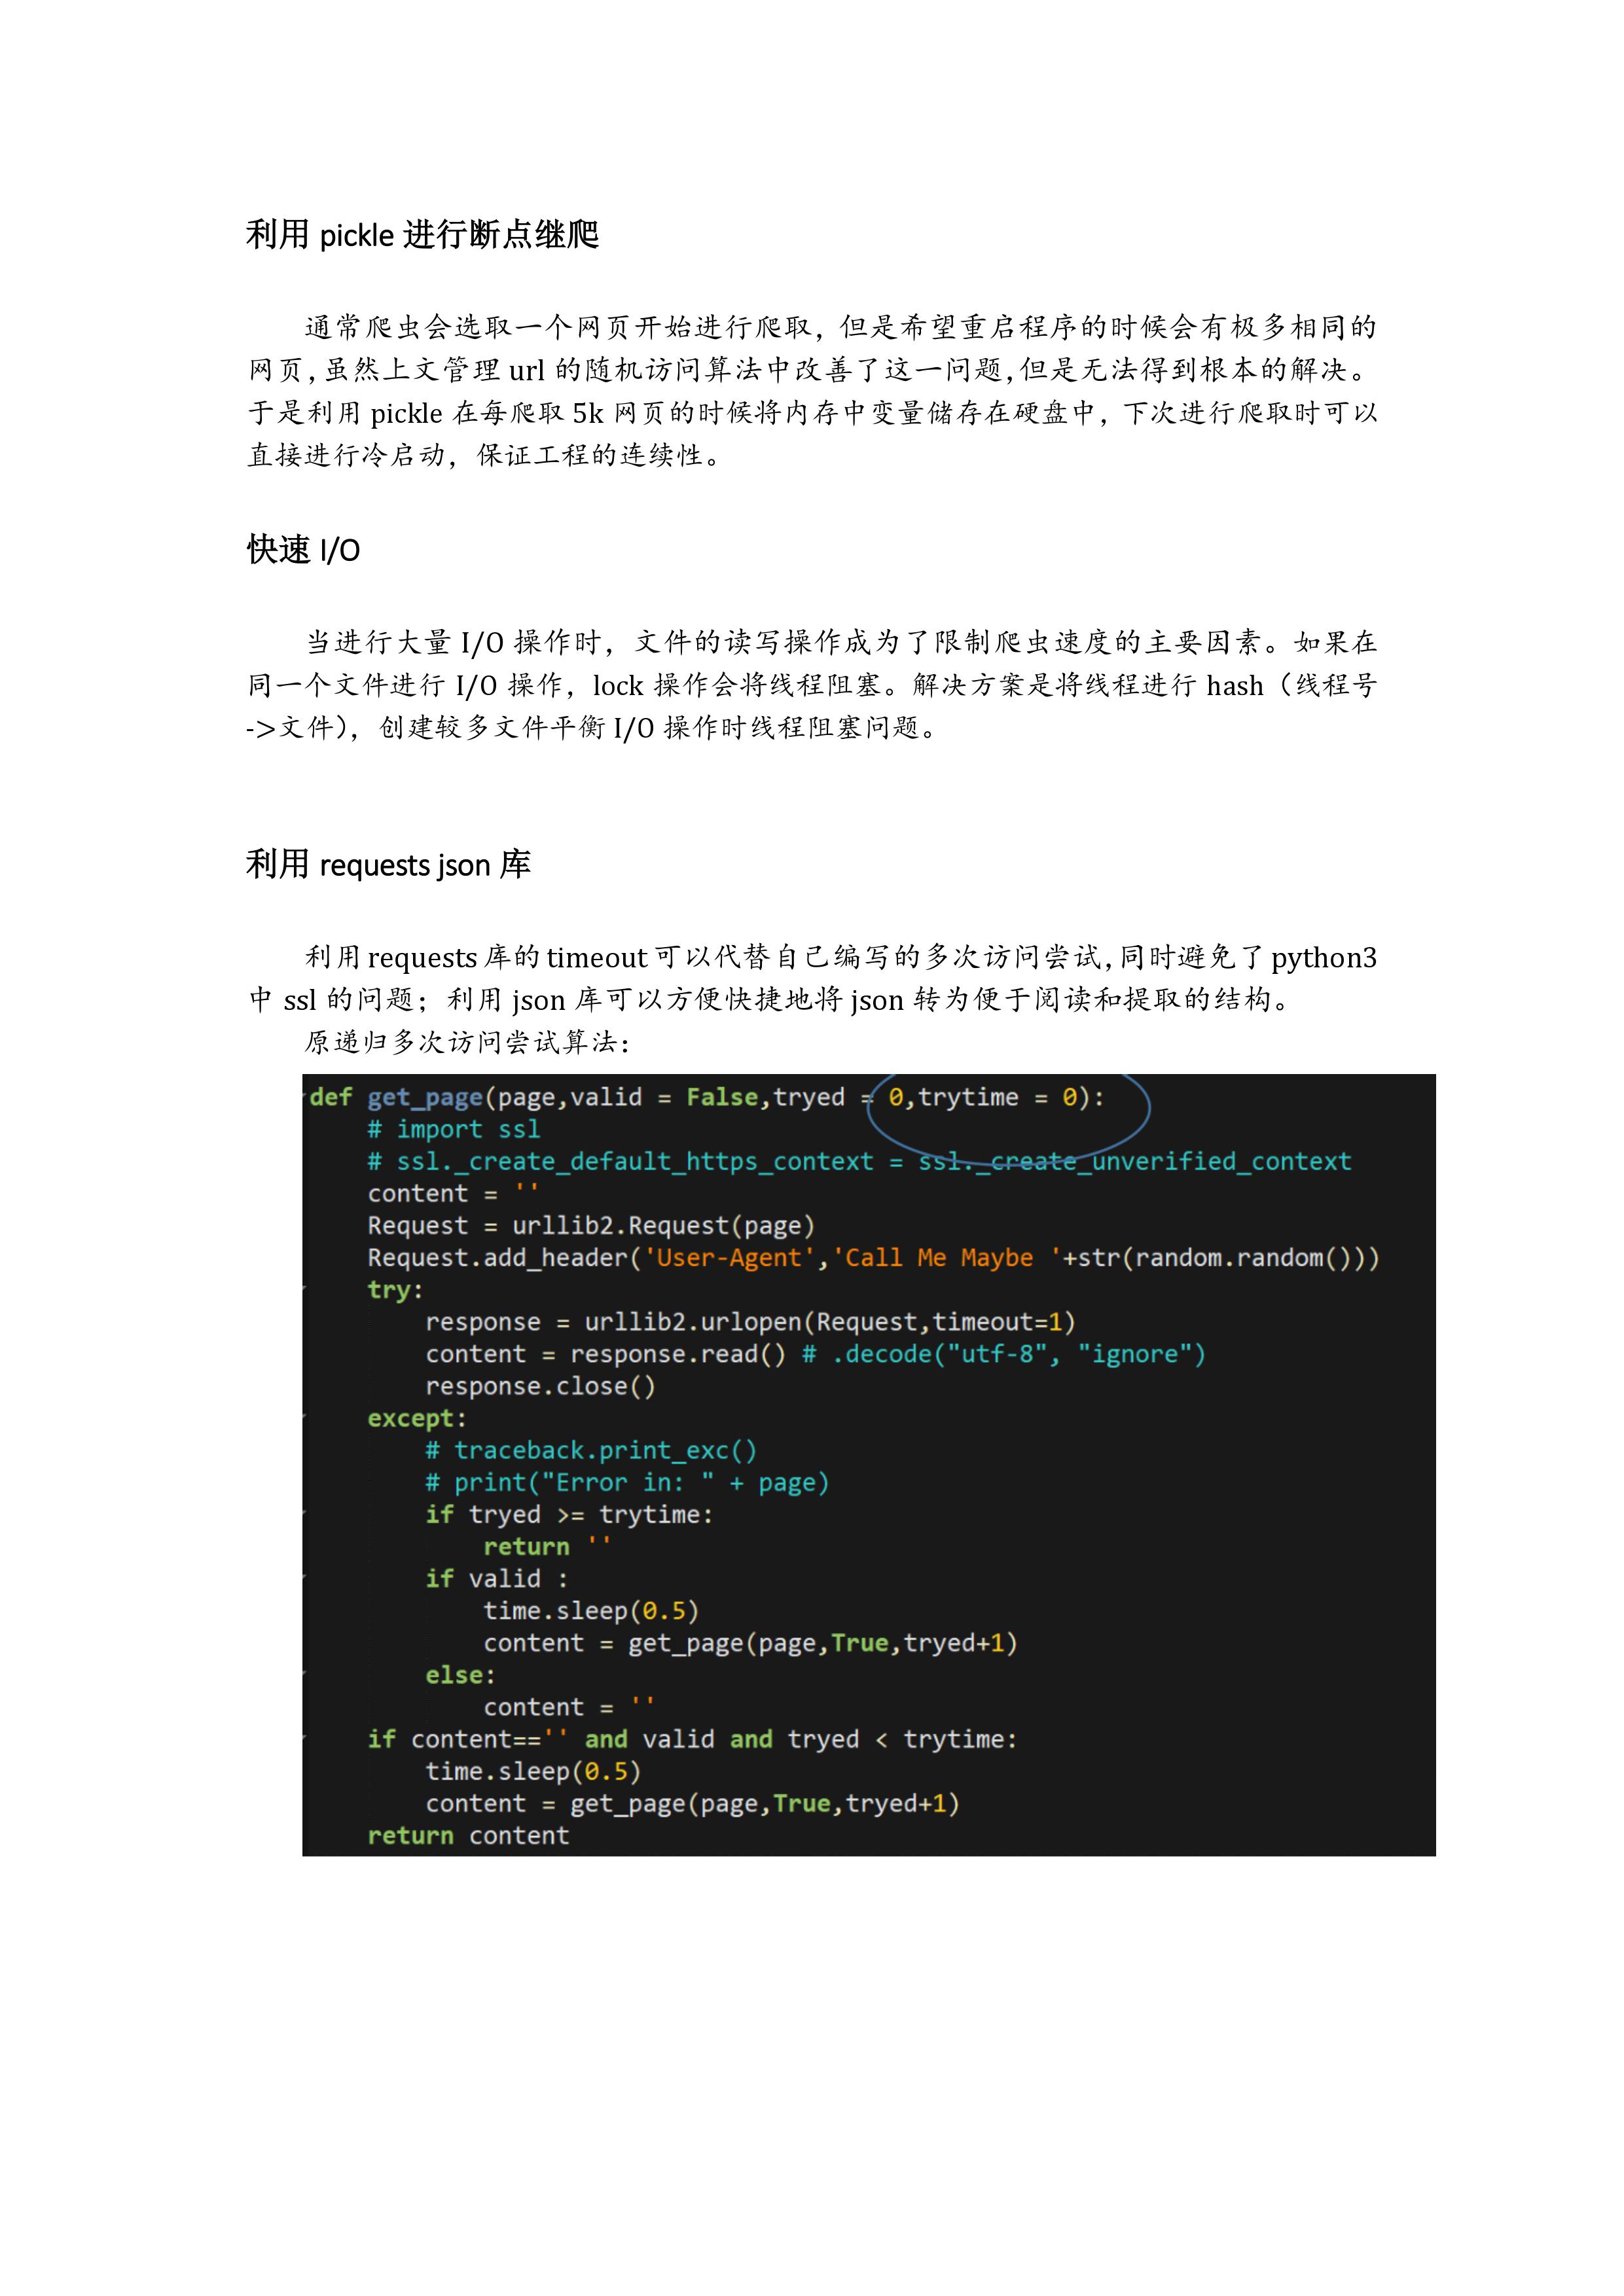 利用 pickle 进行断点继爬
通常爬虫会选取一个网页开始进行爬取，但是希望重启程序的时候会有极多相同的
网页，虽然上文管理 url 的随机访问算法中改善了这一问题，但是无法得到根本的解决。
于是利用 pickle 在每爬取 5k 网页的时候将内存中变量储存在硬盘中，下次进行爬取时可以
直接进行冷启动，保证工程的连续性。
快速 I/O
当进行大量 I/O 操作时，文件的读写操作成为了限制爬虫速度的主要因素。如果在
同一个文件进行 I/O 操作，lock 操作会将线程阻塞。解决方案是将线程进行 hash（线程号
->文件），创建较多文件平衡 I/O 操作时线程阻塞问题。
利用 requests json 库
利用 requests 库的 timeout 可以代替自己编写的多次访问尝试，同时避免了 python3
中 ssl 的问题；利用 json 库可以方便快捷地将 json 转为便于阅读和提取的结构。
原递归多次访问尝试算法：
def get_page(page,valid = False,tryed = 0,trytime = 0):
    # import ssl
    # ssl._create_default_https_context = ssl._create_unverified_context
    content = ''
    Request = urllib2.Request(page)
    Request.add_header('User-Agent','Call Me Maybe '+str(random.random()))
    try:
        response = urllib2.urlopen(Request,timeout=1)
        content = response.read() # .decode("utf-8", "ignore")
        response.close()
    except:
        # traceback.print_exc()
        # print("Error in: " + page)
        if tryed >= trytime:
            return ''
        if valid :
            time.sleep(0.5)
            content = get_page(page,True,tryed+1)
        else:
            content = ''
    if content=='' and valid and tryed < trytime:
        time.sleep(0.5)
        content = get_page(page,True,tryed+1)
    return content